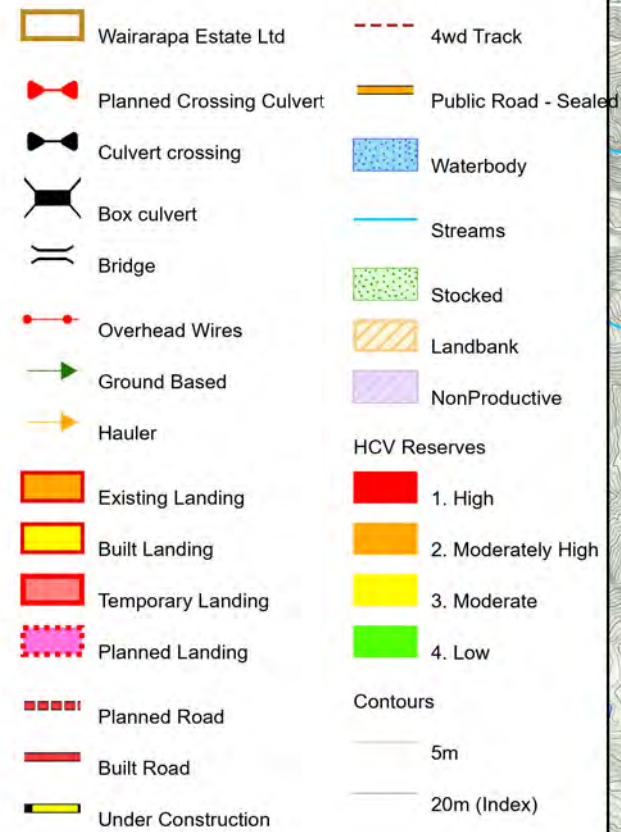 Wairarapa Estate Ltd
Planned Crossing Culvert
Culvert crossing
Box culvert
Bridge
Overhead Wires
Ground Based
Hauler
Existing Landing
Built Landing
Temporary Landing
Planned Landing
Planned Road
Built Road
Under Construction
4wd Track
Public Road - Sealed
Waterbody
Streams
Stocked
Landbank
NonProductive
HCV Reserves
1. High
2. Moderately High
3. Moderate
4. Low
Contours
5m
20m (Index)